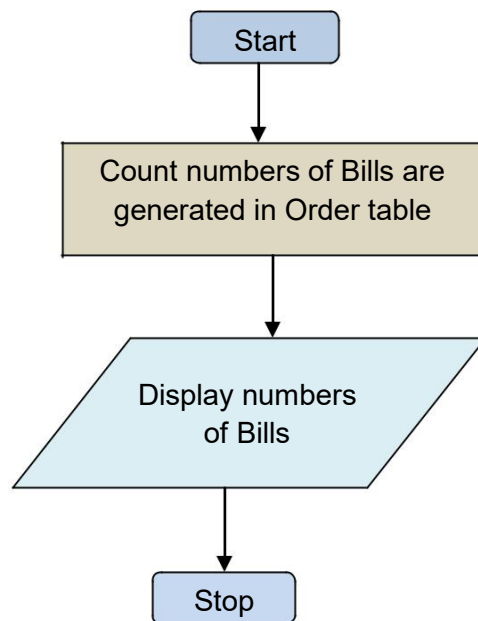 Start
Count numbers of Bills are
generated in Order table
Display numbers
of Bills
Stop